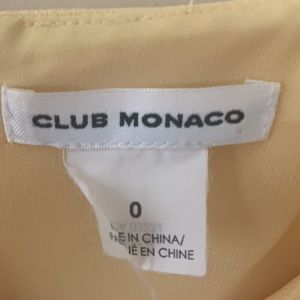 CLUB MONACO
0
IN CHINA/
EN CHINE